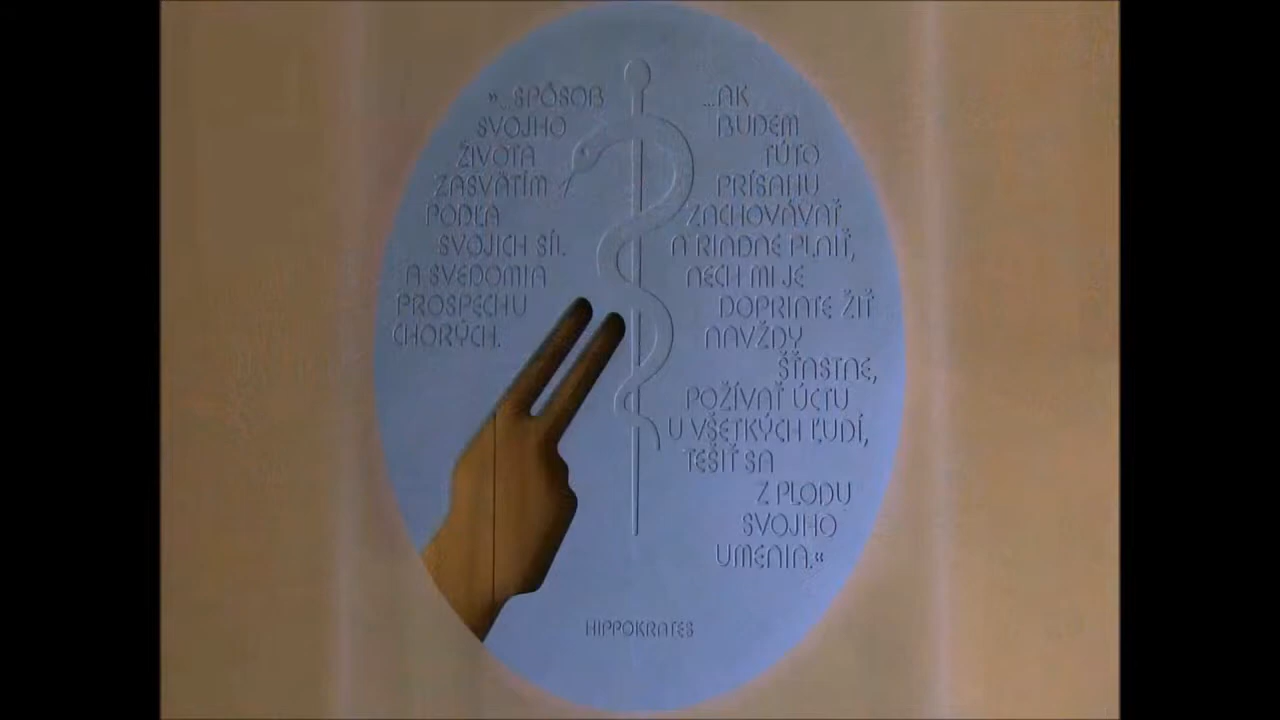 »...SPÔSOB
SVOJHO
ŽIVOTA
ZASVÄTÍM
PODĽA
SVOJICH SÍL
A SVEDOMIA
PROSPECHU
CHORÝCH.
...AK
BUDEM
TÚTO
PRÍSAHU
ZACHOVÁVAŤ
A RIADNE PLNIŤ,
NECH MI JE
DOPRIATE ŽIŤ
NAVŽDY
ŠŤASTNE,
POŽÍVAŤ ÚCTU
U VŠETKÝCH ĽUDÍ,
TEŠIŤ SA
Z PLODU
SVOJHO
UMENIA.«
HIPPOKRATES